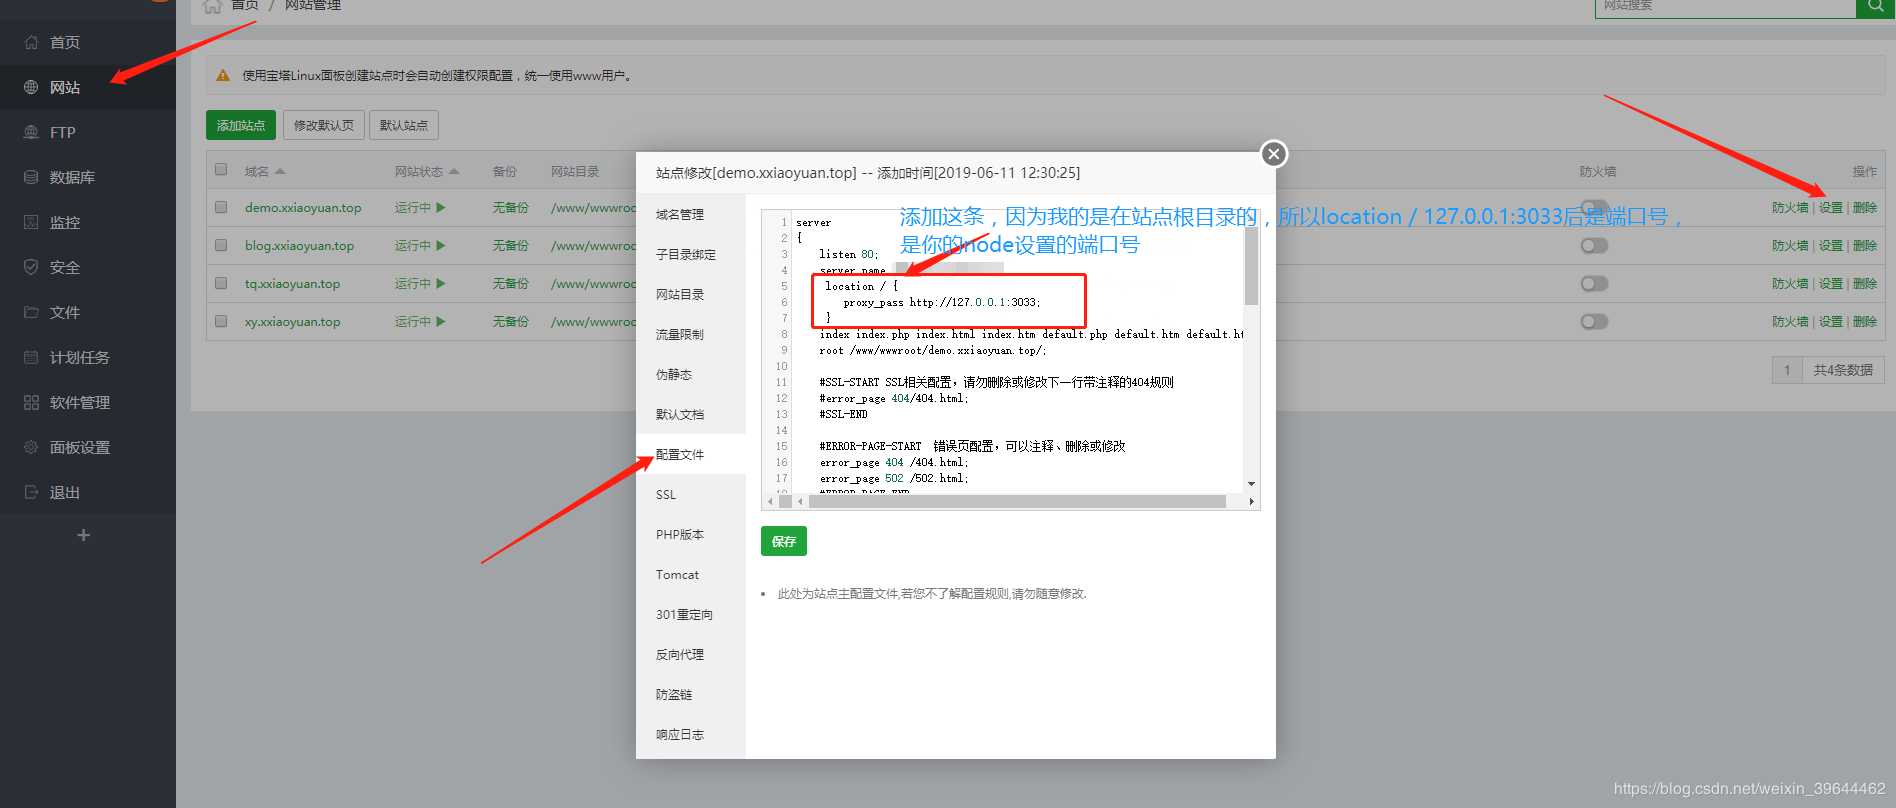 首页 / 网站管理
网站搜索
首页
网站
FTP
数据库
监控
安全
文件
计划任务
软件管理
面板设置
退出
+
使用宝塔Linux面板创建站点时会自动创建权限配置，统一使用www用户。
添加站点 修改默认页 默认站点
域名 网站状态 备份 网站目录 防火墙 操作
demo.xxiaoyuan.top 运行中 无备份 /www/wwwroo 防火墙 | 设置 | 删除
blog.xxiaoyuan.top 运行中 无备份 /www/wwwroo 防火墙 | 设置 | 删除
tq.xxiaoyuan.top 运行中 无备份 /www/wwwroo 防火墙 | 设置 | 删除
xy.xxiaoyuan.top 运行中 无备份 /www/wwwroo 防火墙 | 设置 | 删除
1 共4条数据
站点修改[demo.xxiaoyuan.top] -- 添加时间[2019-06-11 12:30:25]
域名管理
子目录绑定
网站目录
流量限制
伪静态
默认文档
配置文件
SSL
PHP版本
Tomcat
301重定向
反向代理
防盗链
响应日志
添加这条，因为我的是在站点根目录的，所以location / 127.0.0.1:3033后是端口号，
是你的node设置的端口号
1 server
2 {
3 listen 80;
4 server_name
5 location / {
6 proxy_pass http://127.0.0.1:3033;
7 }
8 index index.php index.html index.htm default.php default.htm default.ht
9 root /www/wwwroot/demo.xxiaoyuan.top/;
10
11 #SSL-START SSL相关配置，请勿删除或修改下一行带注释的404规则
12 #error_page 404/404.html;
13 #SSL-END
14
15 #ERROR-PAGE-START 错误页配置，可以注释、删除或修改
16 error_page 404 /404.html;
17 error_page 502 /502.html;
18 #ERROR-PAGE-END
保存
此处为站点主配置文件,若您不了解配置规则,请勿随意修改.
https://blog.csdn.net/weixin_39644462